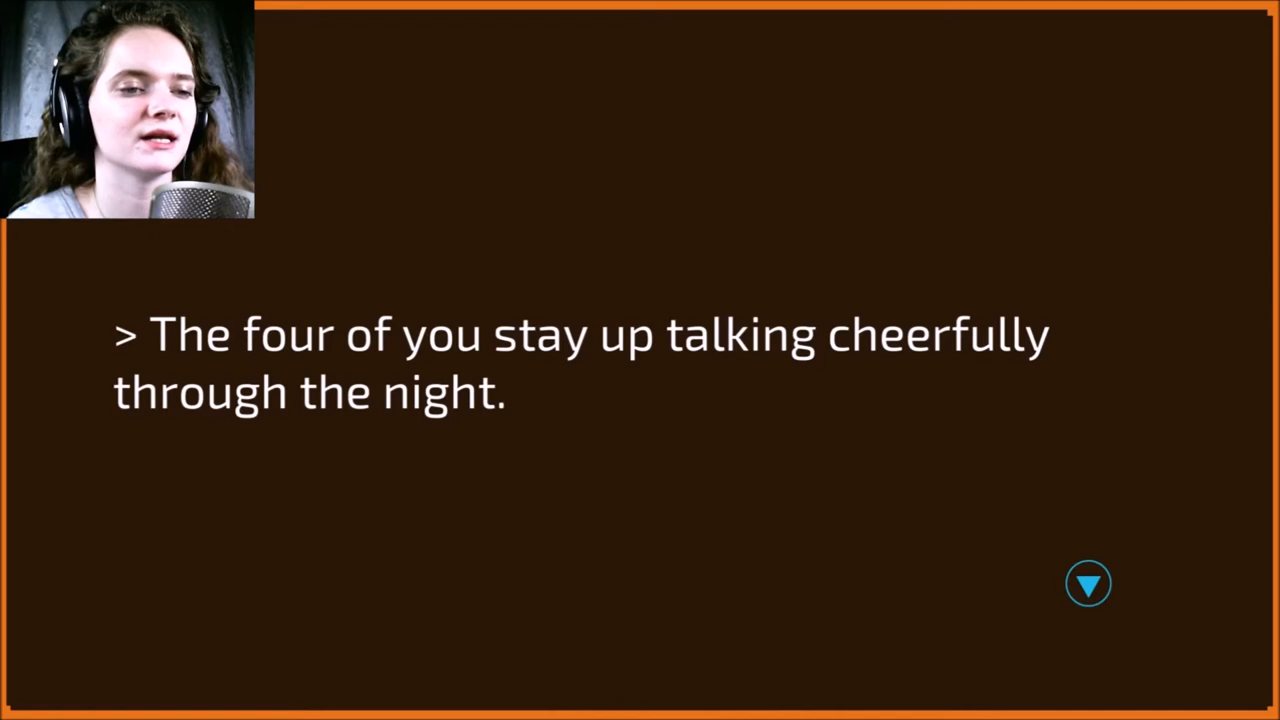 > The four of you stay up talking cheerfully
through the night.